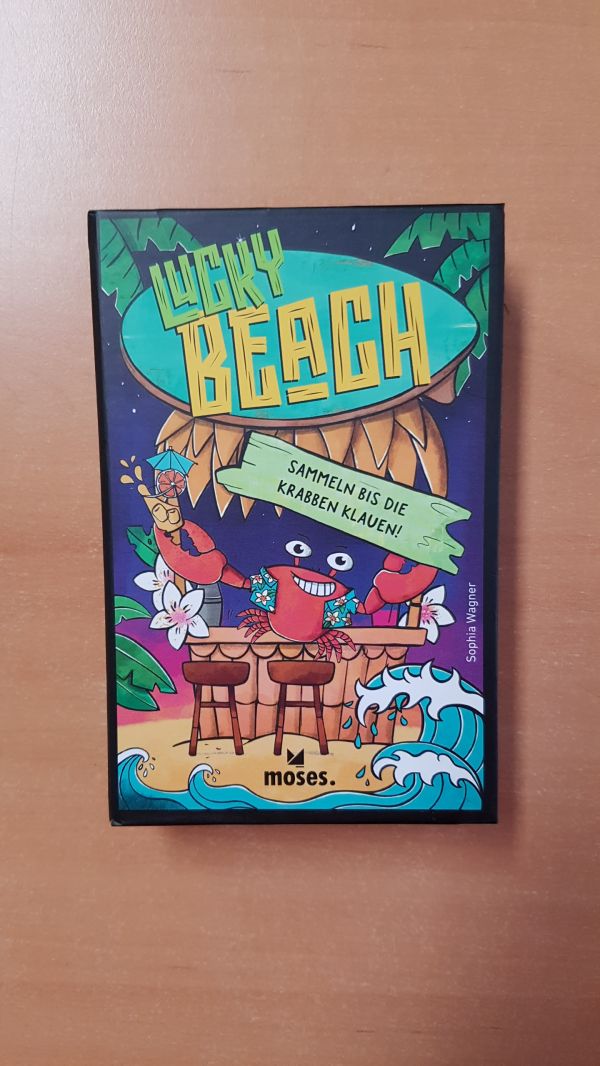 LUCKY
BEACH
SAMMELN BIS DIE
KRABBEN KLAUEN!
Sophia Wagner
moses.